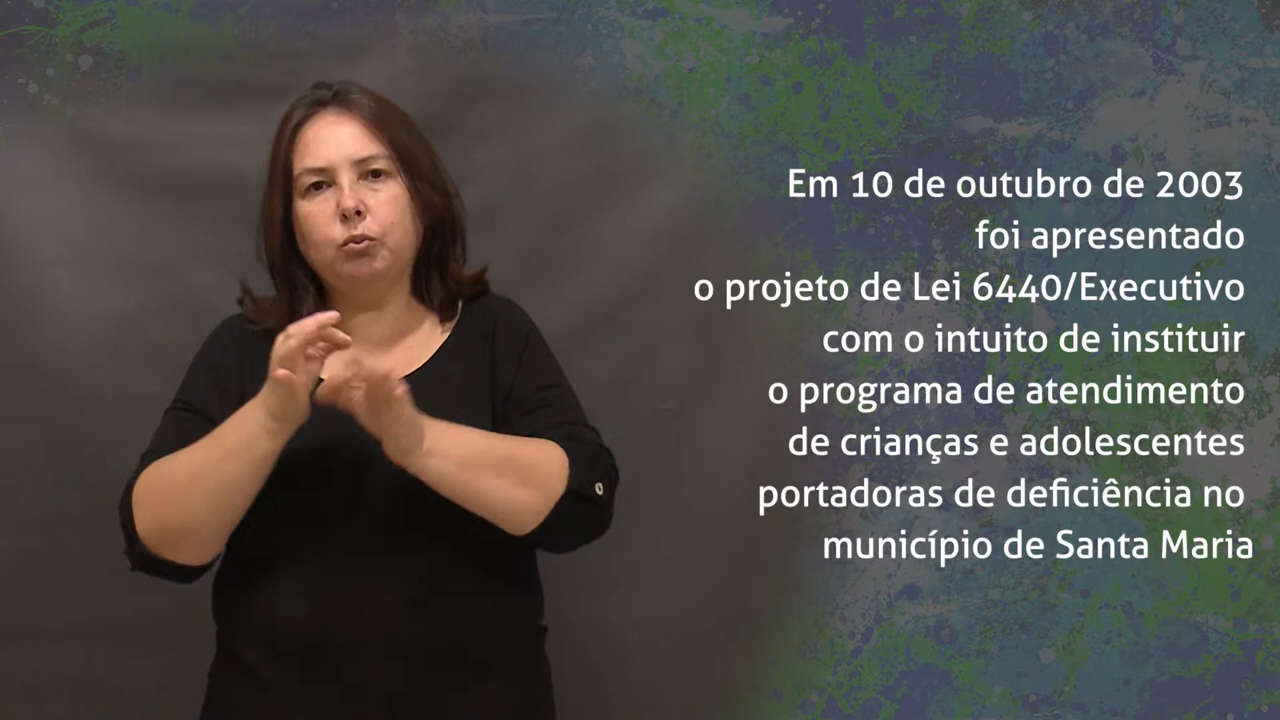 Em 10 de outubro de 2003
foi apresentado
o projeto de Lei 6440/Executivo
com o intuito de instituir
o programa de atendimento
de crianças e adolescentes
portadoras de deficiência no
município de Santa Maria